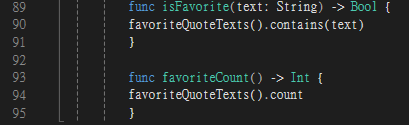 89 func isFavorite(text: String) -> Bool {
90 favoriteQuoteTexts().contains(text)
91 }
92
93 func favoriteCount() -> Int {
94 favoriteQuoteTexts().count
95 }